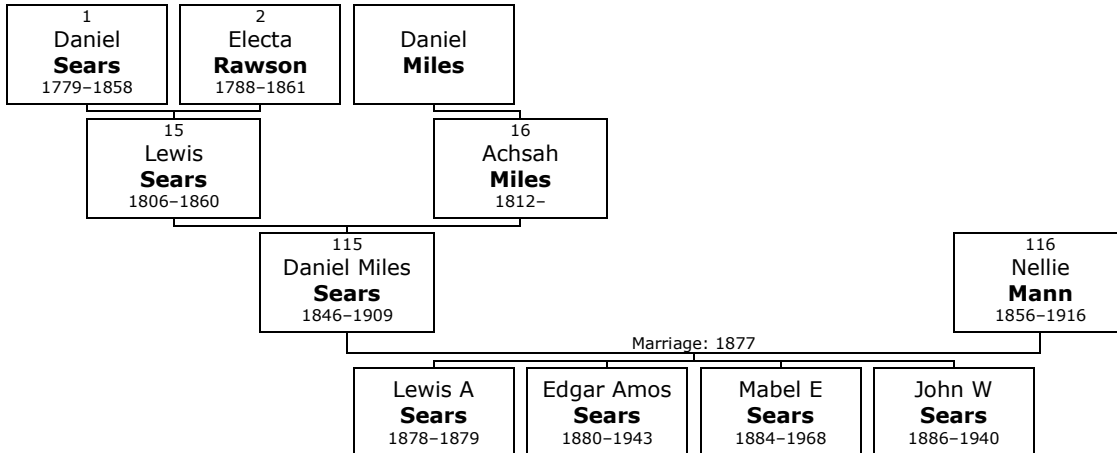 1
Daniel
Sears
1779–1858
2
Electa
Rawson
1788–1861
Daniel
Miles
15
Lewis
Sears
1806–1860
16
Achsah
Miles
1812–
115
Daniel Miles
Sears
1846–1909
116
Nellie
Mann
1856–1916
Marriage: 1877
Lewis A
Sears
1878–1879
Edgar Amos
Sears
1880–1943
Mabel E
Sears
1884–1968
John W
Sears
1886–1940